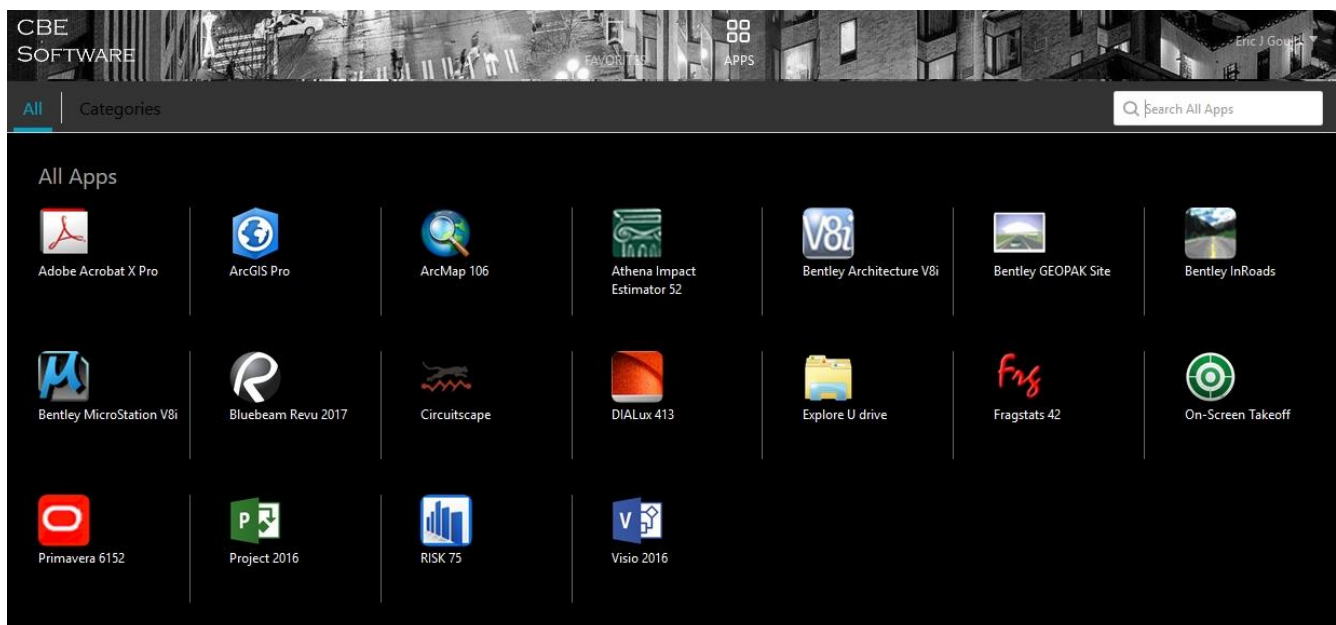 CBE
SOFTWARE
FAVORITES
APPS
Eric J
All
Categories
Search All Apps
All Apps
Adobe Acrobat X Pro
ArcGIS Pro
ArcMap 106
Athena Impact
Estimator 52
Bentley Architecture V8i
Bentley GEOPAK Site
Bentley InRoads
Bentley MicroStation V8i
Bluebeam Revu 2017
Circuitscape
DIALux 413
Explore U drive
Fragstats 42
On-Screen Takeoff
Primavera 6152
Project 2016
RISK 75
Visio 2016
V8i
μ
R
Frg
P
V